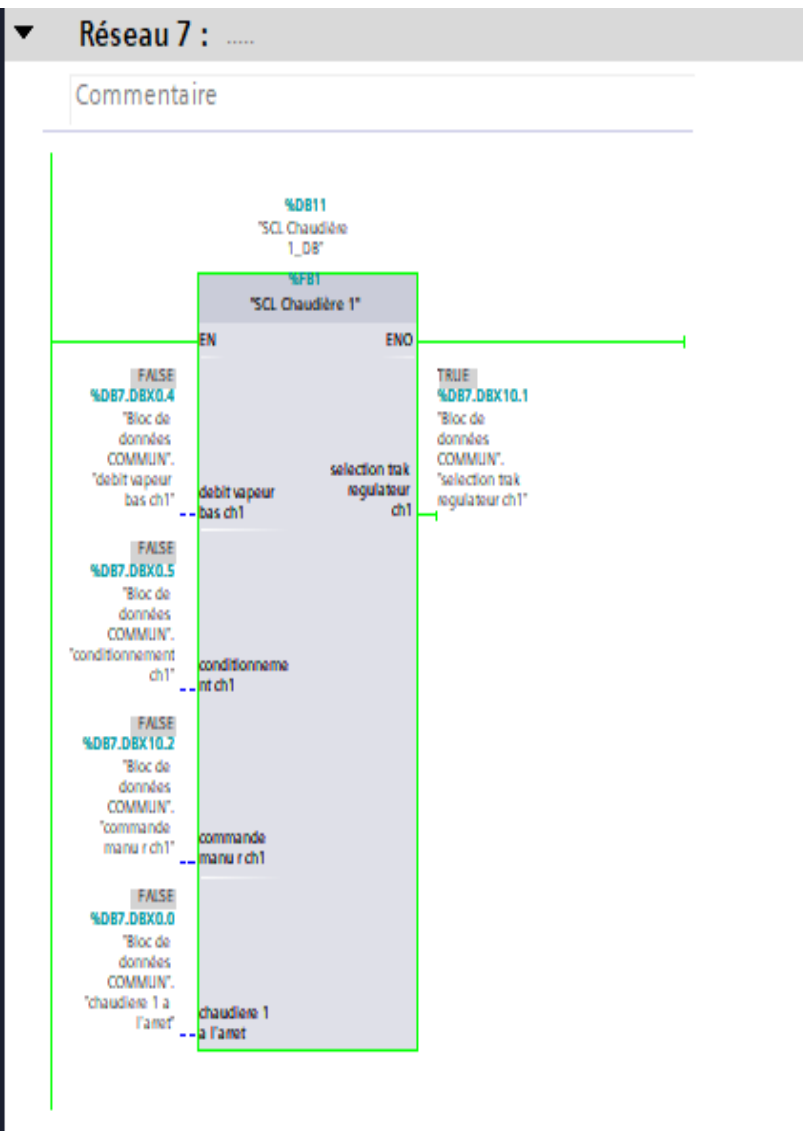 Réseau 7 : .....
Commentaire
%DB11
"SCL Chaudière
1_DB"
%FB1
"SCL Chaudière 1"
EN
ENO
FALSE
%DB7.DBX0.4
"Bloc de
données
COMMUN".
"debit vapeur
bas ch1"
debit vapeur
bas ch1
selection trak
regulateur
ch1
TRUE
%DB7.DBX10.1
"Bloc de
données
COMMUN".
"selection trak
regulateur ch1"
FALSE
%DB7.DBX0.5
"Bloc de
données
COMMUN".
"conditionnement
ch1"
conditionneme
nt ch1
FALSE
%DB7.DBX10.2
"Bloc de
données
COMMUN".
"commande
manu r ch1"
commande
manu r ch1
FALSE
%DB7.DBX0.0
"Bloc de
données
COMMUN".
"chaudiere 1 a
l'arret"
chaudiere 1
a l'arret